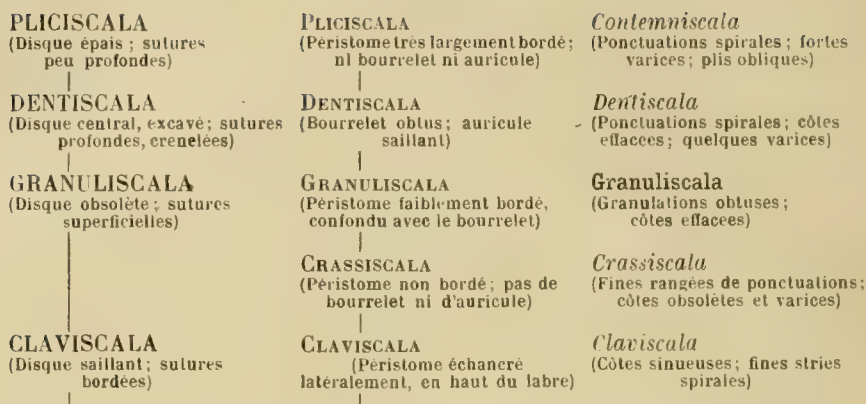 PLICISCALA
(Disque épais ; sutures
peu profondes)
DENTISCALA
(Disque central, excavé; sutures
profondes, crenelées)
GRANULISCALA
(Disque obsolète ; sutures
superficielles)
CLAVISCALA
(Disque saillant; sutures
bordées)
PLICISCALA
(Péristome très largement bordé;
ni bourrelet ni auricule)
DENTISCALA
(Bourrelet obtus; auricule
saillant)
GRANULISCALA
(Péristome faiblement bordé,
confondu avec le bourrelet)
CRASSISCALA
(Péristome non bordé; pas de
bourrelet ni d'auricule)
CLAVISCALA
(Péristome échancré
latéralement, en haut du labre)
Contemniscala
(Ponctuations spirales ; fortes
varices; plis obliques)
Dentiscala
(Ponctuations spirales; côtes
effacces; quelques varices)
Granuliscala
(Granulations obtuses ;
côtes effacees)
Crassiscala
(Fines rangées de ponctuations;
côtes obsolètes et varices)
Claviscala
(Côtes sinueuses; fines stries
spirales)